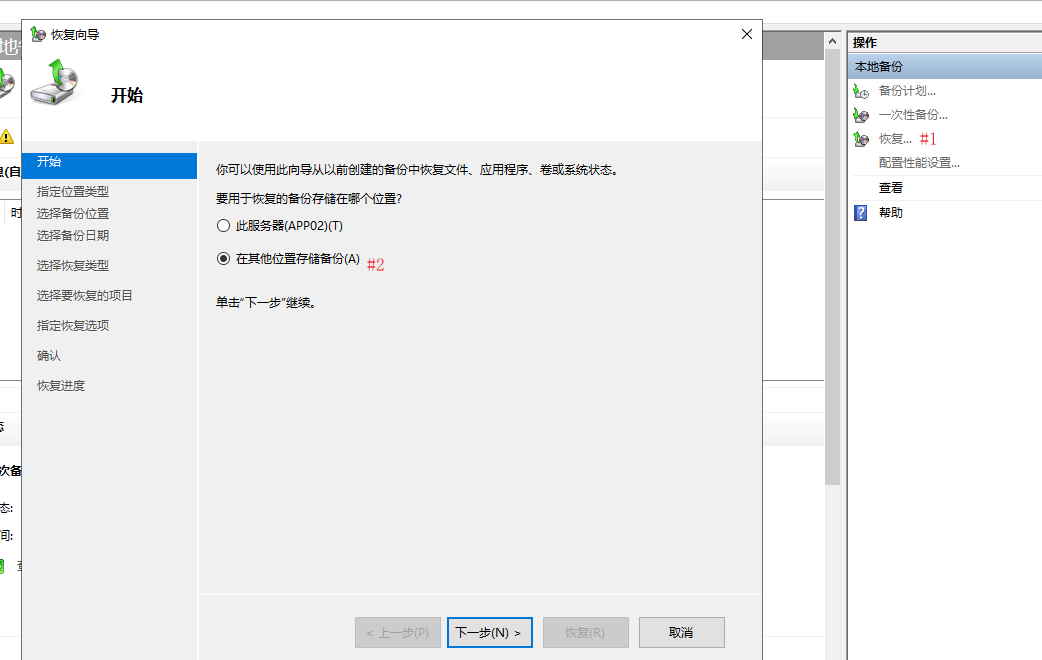 恢复向导
开始
开始
指定位置类型
选择备份位置
选择备份日期
选择恢复类型
选择要恢复的项目
指定恢复选项
确认
恢复进度
你可以使用此向导从以前创建的备份中恢复文件、应用程序、卷或系统状态。
要用于恢复的备份存储在哪个位置?
此服务器(APP02)(T)
在其他位置存储备份(A) #2
单击“下一步”继续。
< 上一步(P)
下一步(N) >
恢复(R)
取消
操作
本地备份
备份计划...
一次性备份...
恢复... #1
配置性能设置...
查看
帮助
地
息(自
时
态
次备
态:
间: